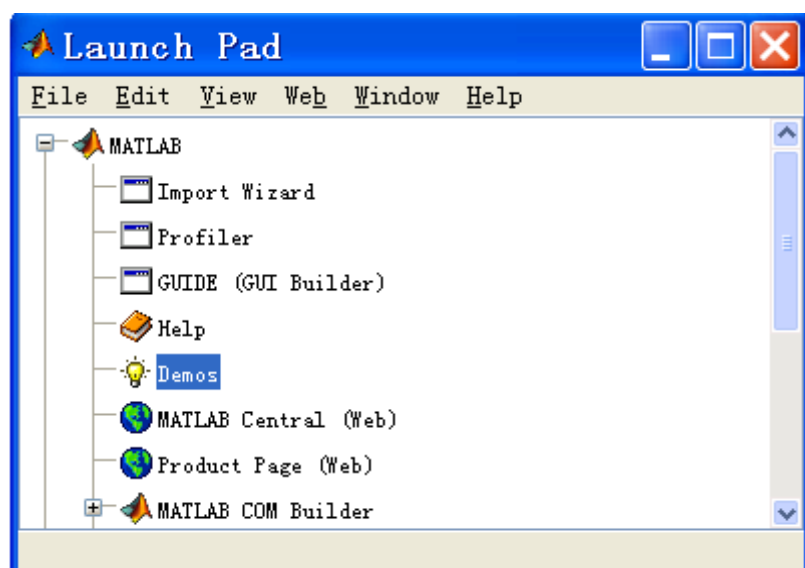 Launch Pad
File Edit View Web Window Help
MATLAB
Import Wizard
Profiler
GUIDE (GUI Builder)
Help
Demos
MATLAB Central (Web)
Product Page (Web)
MATLAB COM Builder